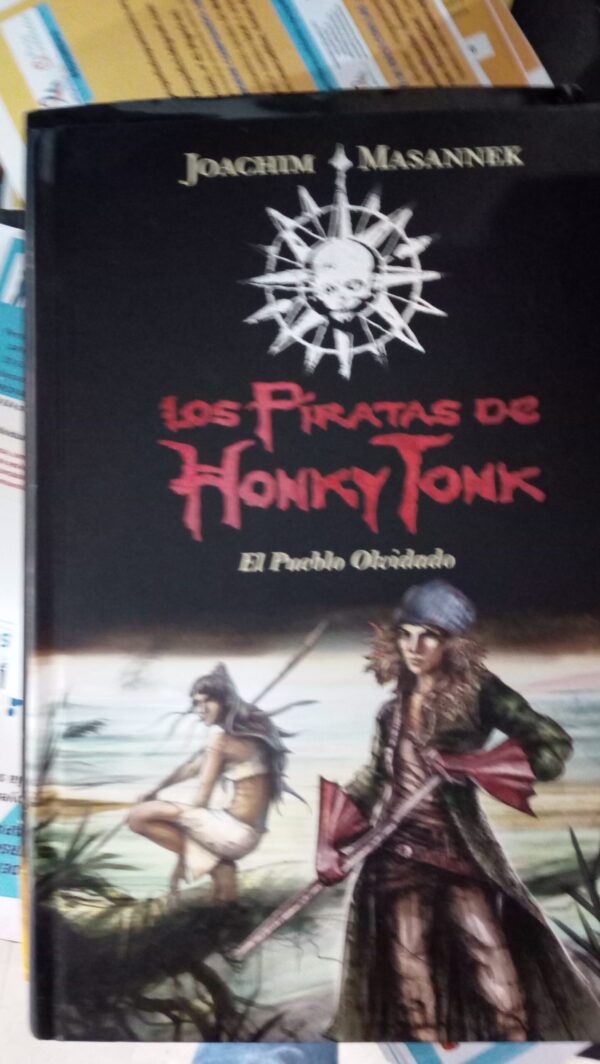 JOACHIM MASANNEK
LOS PIRATAS DE
HONKY TONK
El Pueblo Olvidado